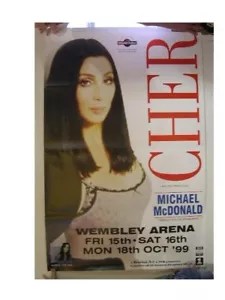 CHER
MICHAEL
McDONALD
WEMBLEY ARENA
FRI 15th • SAT 16th
MON 18th OCT '99